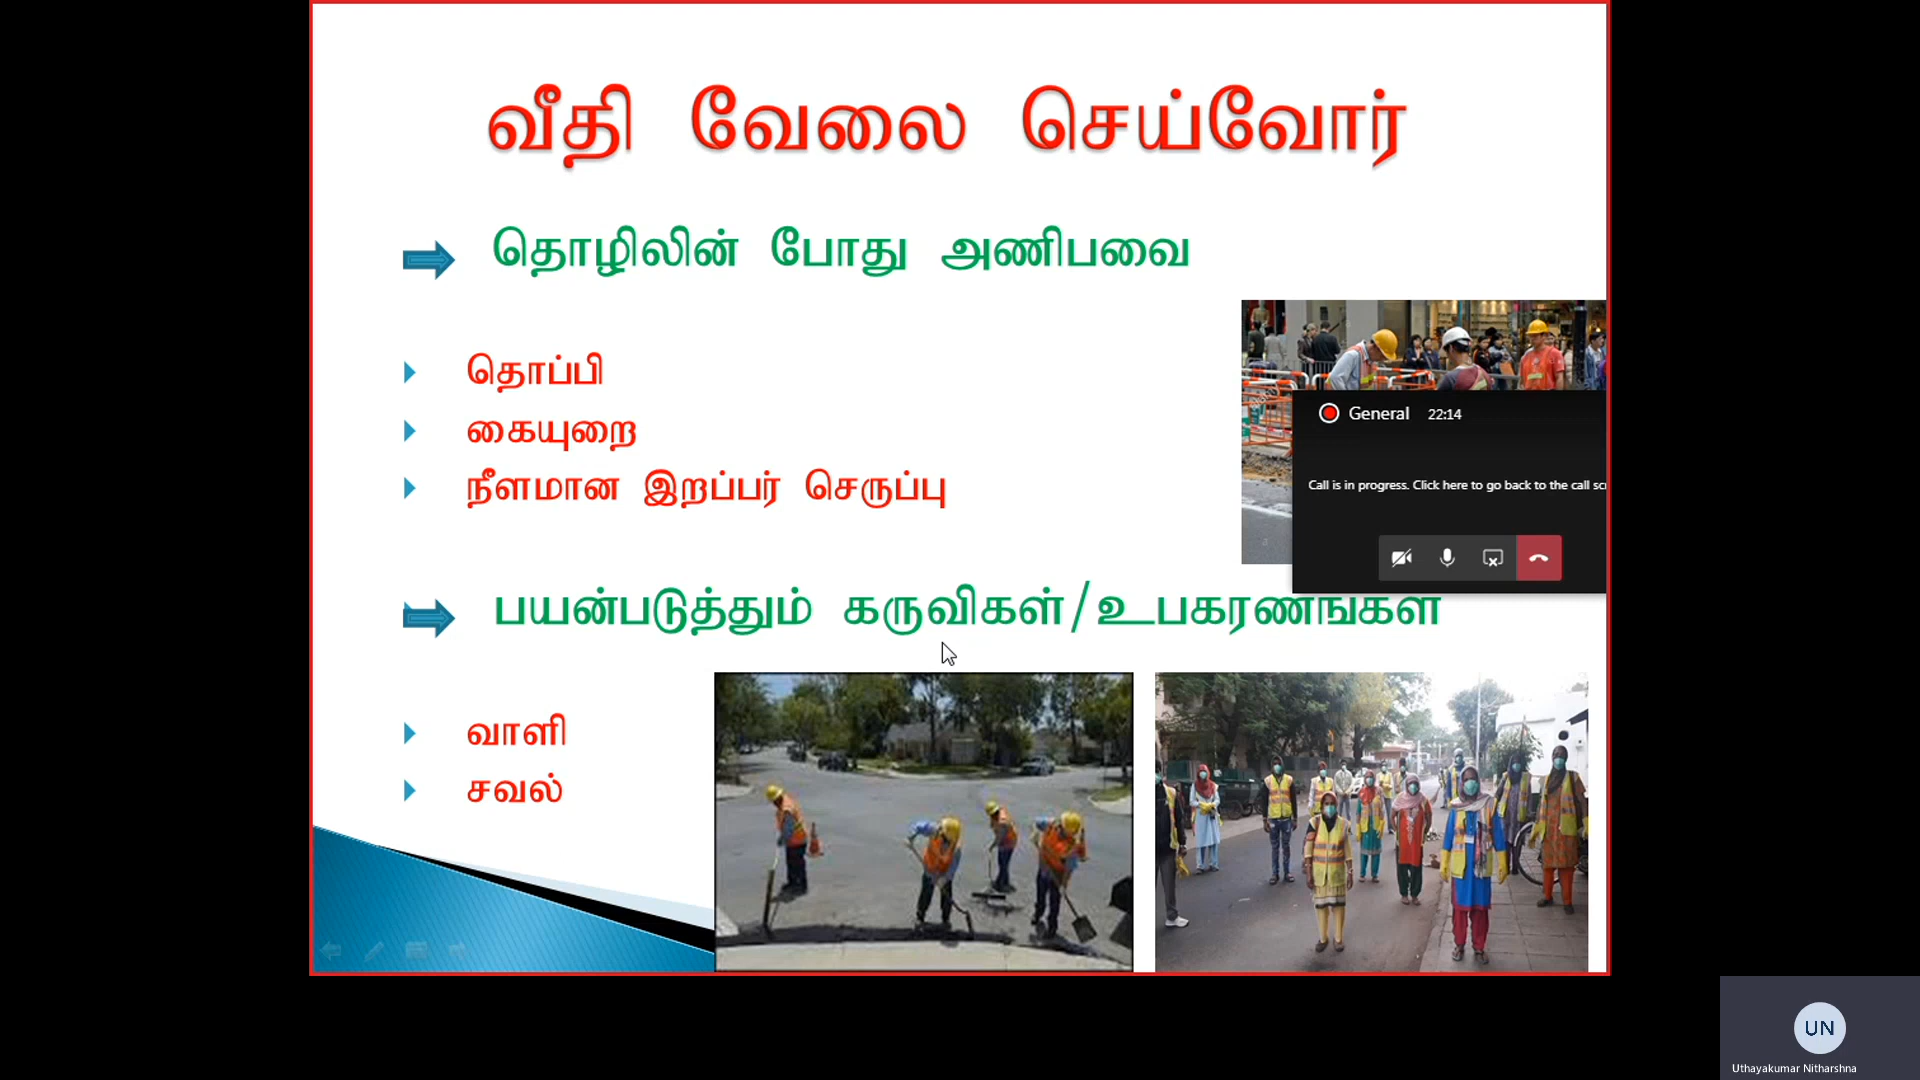 வீதி வேலை செய்வோர்
தொழிலின் போது அணிபவை
தொப்பி
கையுறை
நீளமான இறப்பர் செருப்பு
General 22:14
Call is in progress. Click here to go back to the call
பயன்படுத்தும் கருவிகள்/உபகரணங்கள்
வாளி
சவல்
UN
Uthayakumar Nitharshna